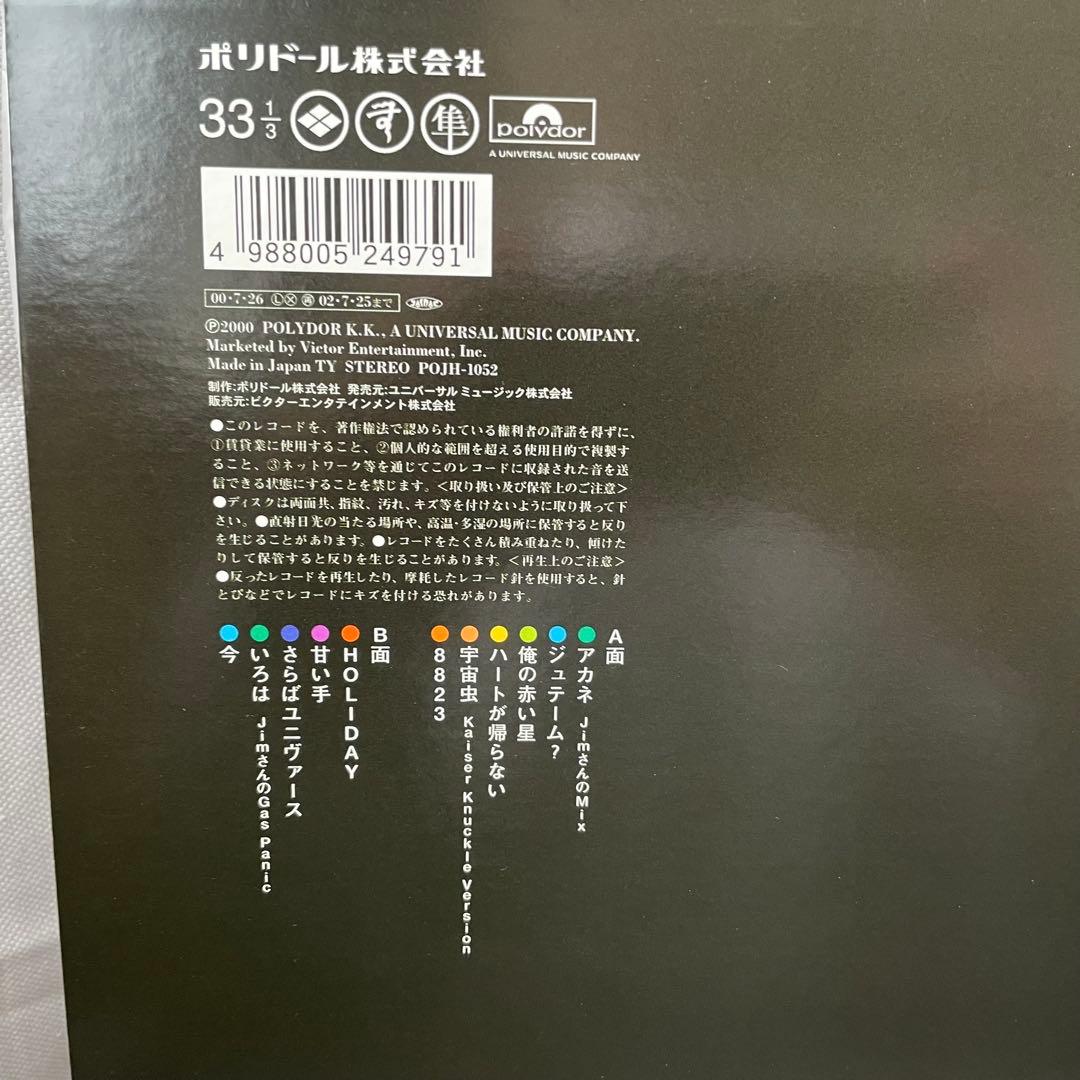 ポリドール株式会社
33 1/3 す 隼 polydor
A UNIVERSAL MUSIC COMPANY
4 988005 249791
00・7・26 Ⓛ Ⓧ 再 02・7・25まで
Ⓟ2000 POLYDOR K.K., A UNIVERSAL MUSIC COMPANY.
Marketed by Victor Entertainment, Inc.
Made in Japan TY STEREO POJH-1052
制作:ポリドール株式会社 発売元:ユニバーサル ミュージック株式会社
販売元:ビクターエンタテインメント株式会社
●このレコードを、著作権法で認められている権利者の許諾を得ずに、
①賃貸業に使用すること、②個人的な範囲を超える使用目的で複製す
ること、③ネットワーク等を通じてこのレコードに収録された音を送
信できる状態にすることを禁じます。<取り扱い及び保管上のご注意>
●ディスクは両面共、指紋、汚れ、キズ等を付けないように取り扱って下
さい。●直射日光の当たる場所や、高温・多湿の場所に保管すると反り
を生じることがあります。●レコードをたくさん積み重ねたり、傾けた
りして保管すると反りを生じることがあります。<再生上のご注意>
●反ったレコードを再生したり、摩耗したレコード針を使用すると、針
とびなどでレコードにキズを付ける恐れがあります。
A面
●アカネ JimさんのMix
●ジュテーム?
●俺の赤い星
●ハートが帰らない
●宇宙虫 Kaiser Knuckle Version
●8823
B面
●HOLIDAY
●甘い手
●さらばユニヴァース
●いろは JimさんのGas Panic
●今